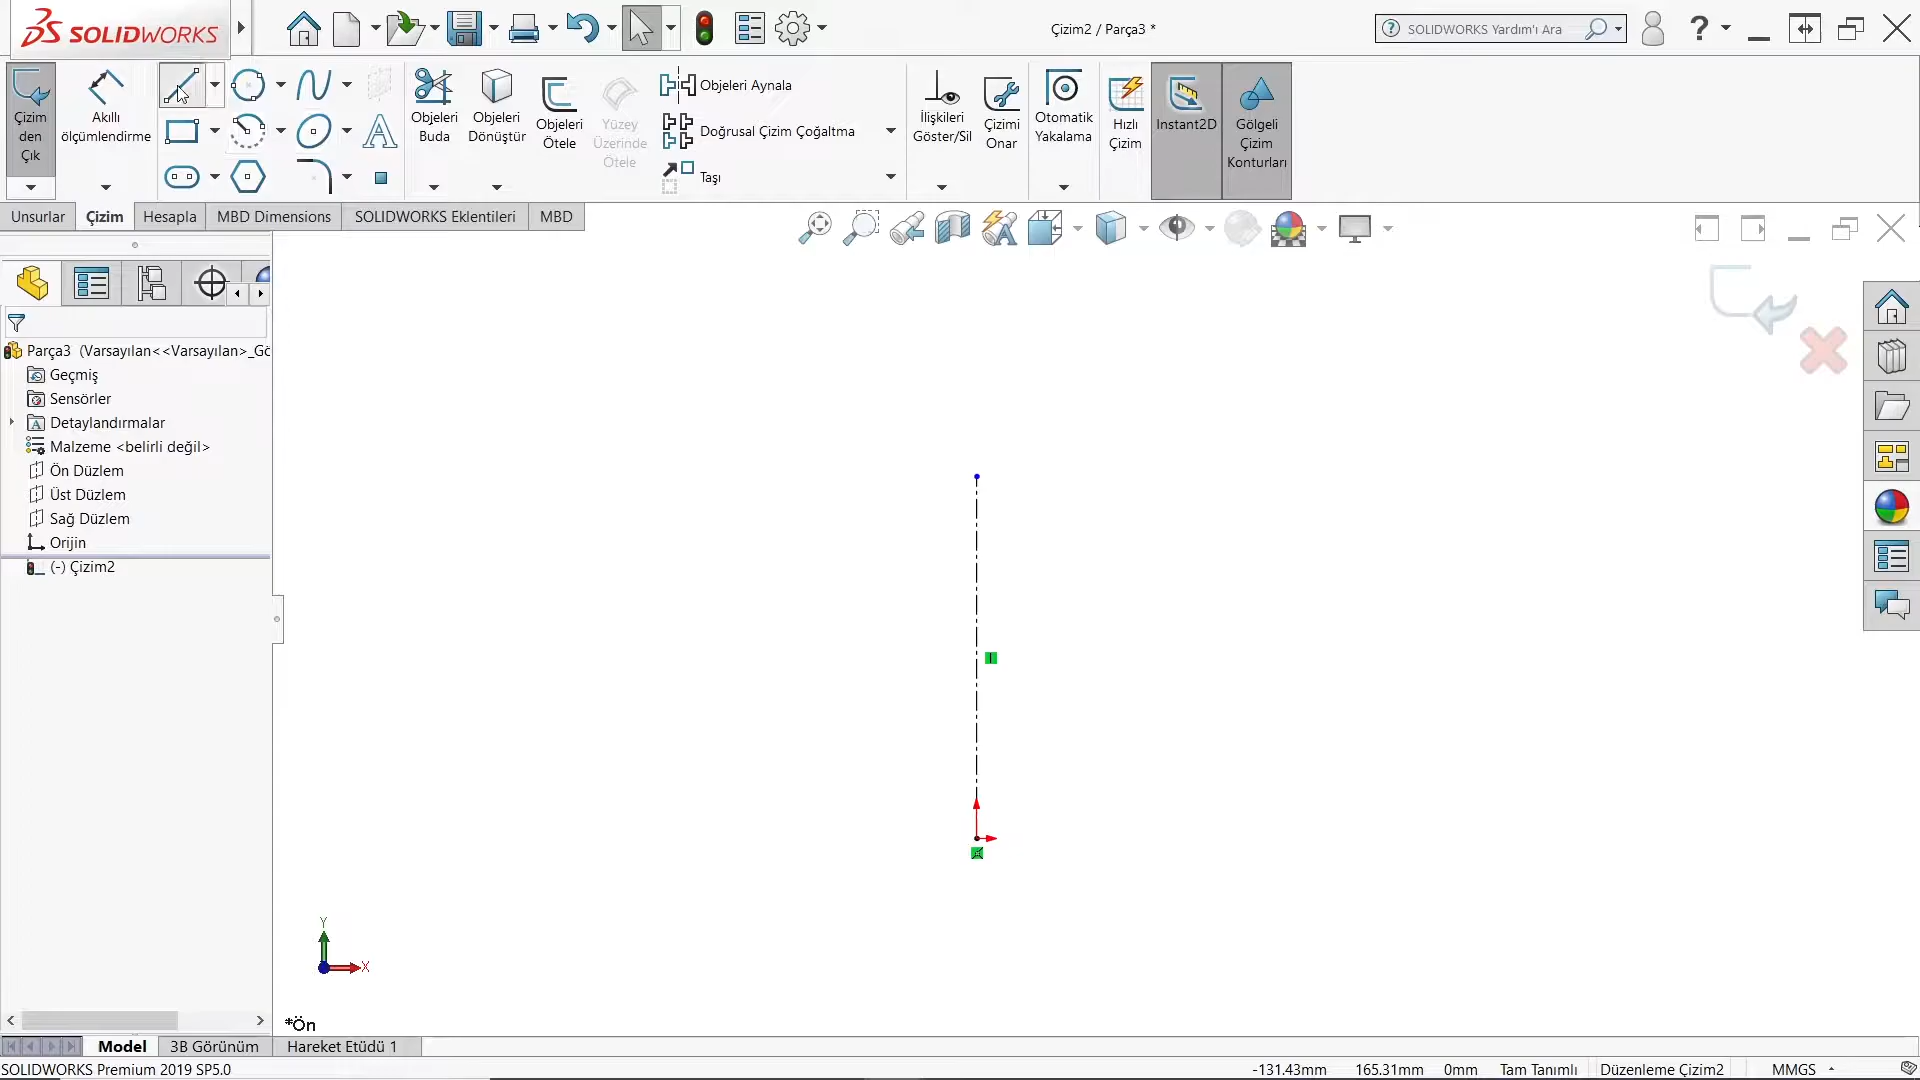 SOLIDWORKS
Çizim2 / Parça3 *
SOLIDWORKS Yardım'ı Ara
?
Çizim
den
Çık
Akıllı
ölçümlendirme
A
Objeleri
Buda
Objeleri
Dönüştür
Objeleri
Ötele
Yüzey
Üzerinde
Ötele
Objeleri Aynala
Doğrusal Çizim Çoğaltma
Taşı
İlişkileri
Göster/Sil
Çizimi
Onar
Otomatik
Yakalama
Hızlı
Çizim
Instant2D
Gölgeli
Çizim
Konturları
Unsurlar
Çizim
Hesapla
MBD Dimensions
SOLIDWORKS Eklentileri
MBD
Parça3 (Varsayılan<<Varsayılan>_Gö
Geçmiş
Sensörler
Detaylandırmalar
Malzeme <belirli değil>
Ön Düzlem
Üst Düzlem
Sağ Düzlem
Orijin
(-) Çizim2
Y
X
*Ön
Model
3B Görünüm
Hareket Etüdü 1
SOLIDWORKS Premium 2019 SP5.0
-131.43mm
165.31mm
0mm
Tam Tanımlı
Düzenleme Çizim2
MMGS